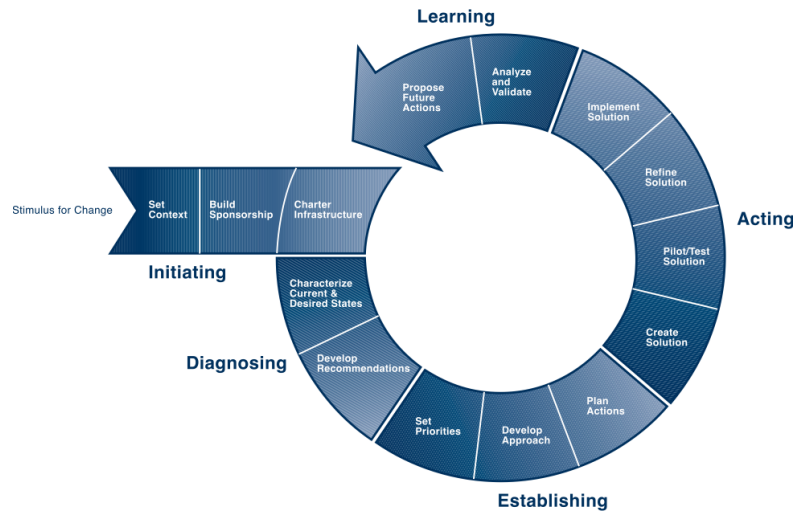 Learning
Propose
Future
Actions
Analyze
and
Validate
Implement
Solution
Refine
Solution
Pilot/Test
Solution
Create
Solution
Acting
Stimulus for Change
Set
Context
Build
Sponsorship
Charter
Infrastructure
Initiating
Characterize
Current &
Desired States
Develop
Recommendations
Diagnosing
Set
Priorities
Develop
Approach
Plan
Actions
Establishing